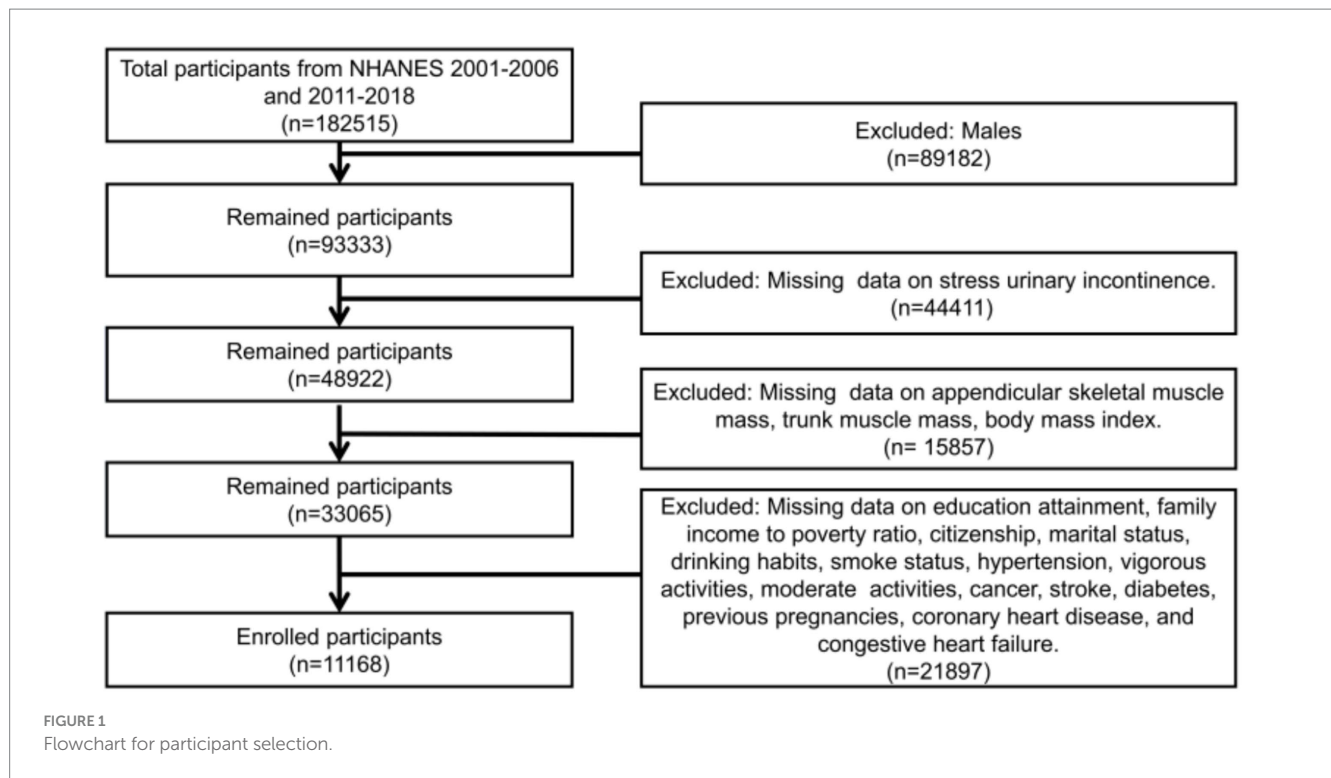 Total participants from NHANES 2001-2006
and 2011-2018
(n=182515)
Excluded: Males
(n=89182)
Remained participants
(n=93333)
Excluded: Missing data on stress urinary incontinence.
(n=44411)
Remained participants
(n=48922)
Excluded: Missing data on appendicular skeletal muscle
mass, trunk muscle mass, body mass index.
(n= 15857)
Remained participants
(n=33065)
Excluded: Missing data on education attainment, family
income to poverty ratio, citizenship, marital status,
drinking habits, smoke status, hypertension, vigorous
activities, moderate activities, cancer, stroke, diabetes,
previous pregnancies, coronary heart disease, and
congestive heart failure.
(n=21897)
Enrolled participants
(n=11168)
FIGURE 1
Flowchart for participant selection.